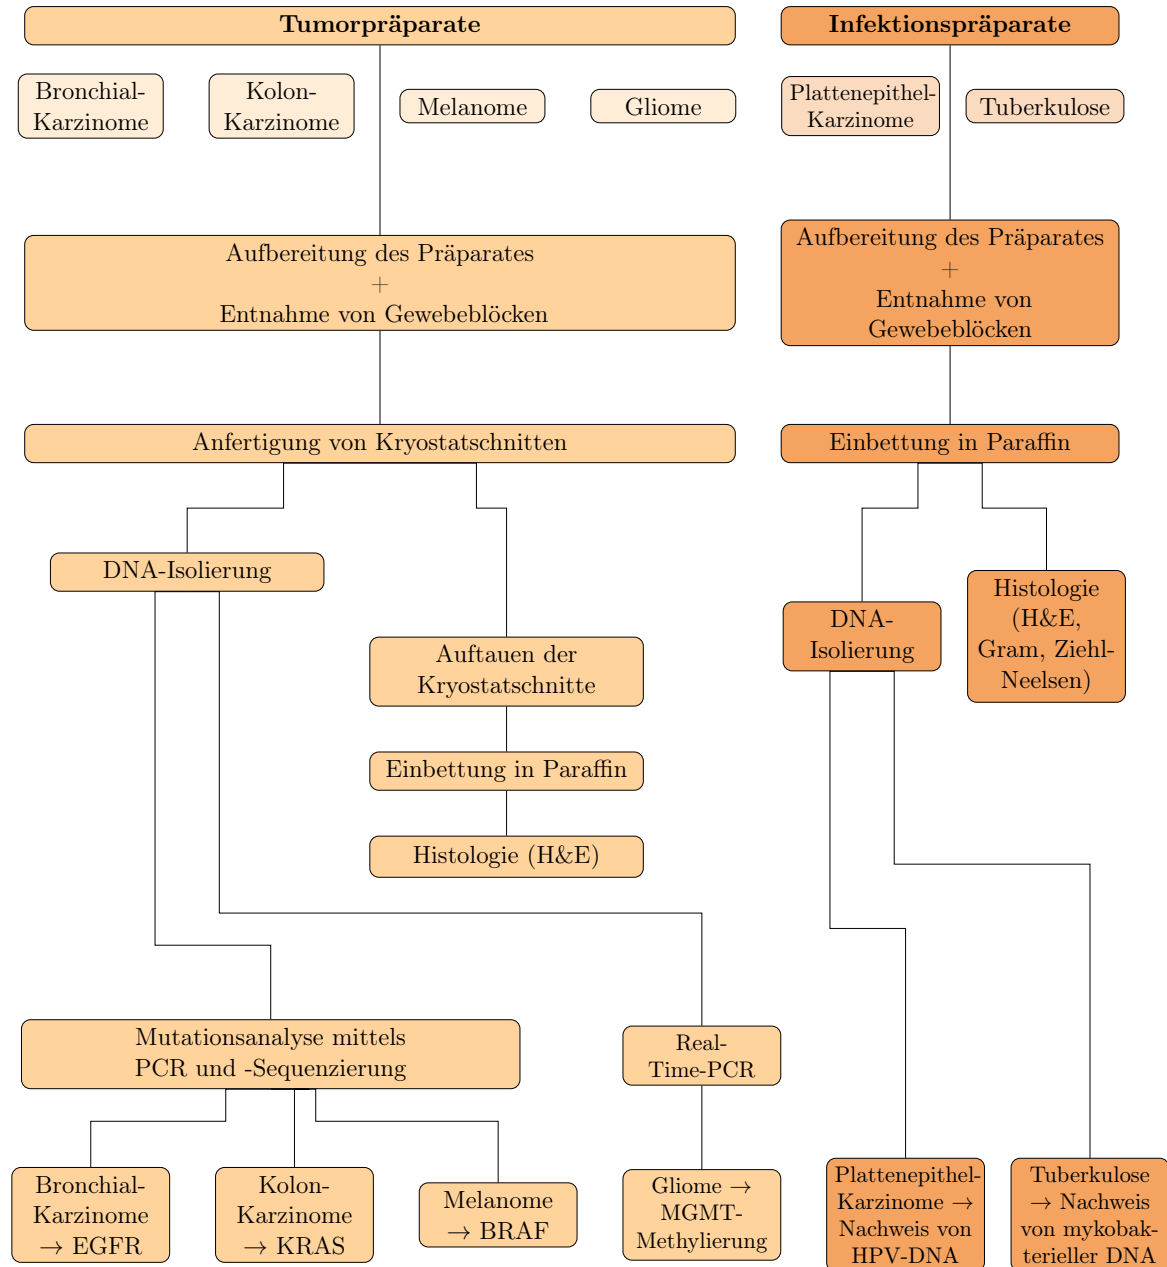 Tumorpräparate
Bronchial-
Karzinome
Kolon-
Karzinome
Melanome
Gliome
Aufbereitung des Präparates
+
Entnahme von Gewebeblöcken
Anfertigung von Kryostatschnitten
DNA-Isolierung
Auftauen der
Kryostatschnitte
Einbettung in Paraffin
Histologie (H&E)
Mutationsanalyse mittels
PCR und -Sequenzierung
Real-
Time-PCR
Bronchial-
Karzinome
→ EGFR
Kolon-
Karzinome
→ KRAS
Melanome
→ BRAF
Gliome →
MGMT-
Methylierung
Infektionspräparate
Plattenepithel-
Karzinome
Tuberkulose
Aufbereitung des Präparates
+
Entnahme von
Gewebeblöcken
Einbettung in Paraffin
DNA-
Isolierung
Histologie
(H&E,
Gram, Ziehl-
Neelsen)
Plattenepithel-
Karzinome →
Nachweis von
HPV-DNA
Tuberkulose
→ Nachweis
von mykobak-
terieller DNA